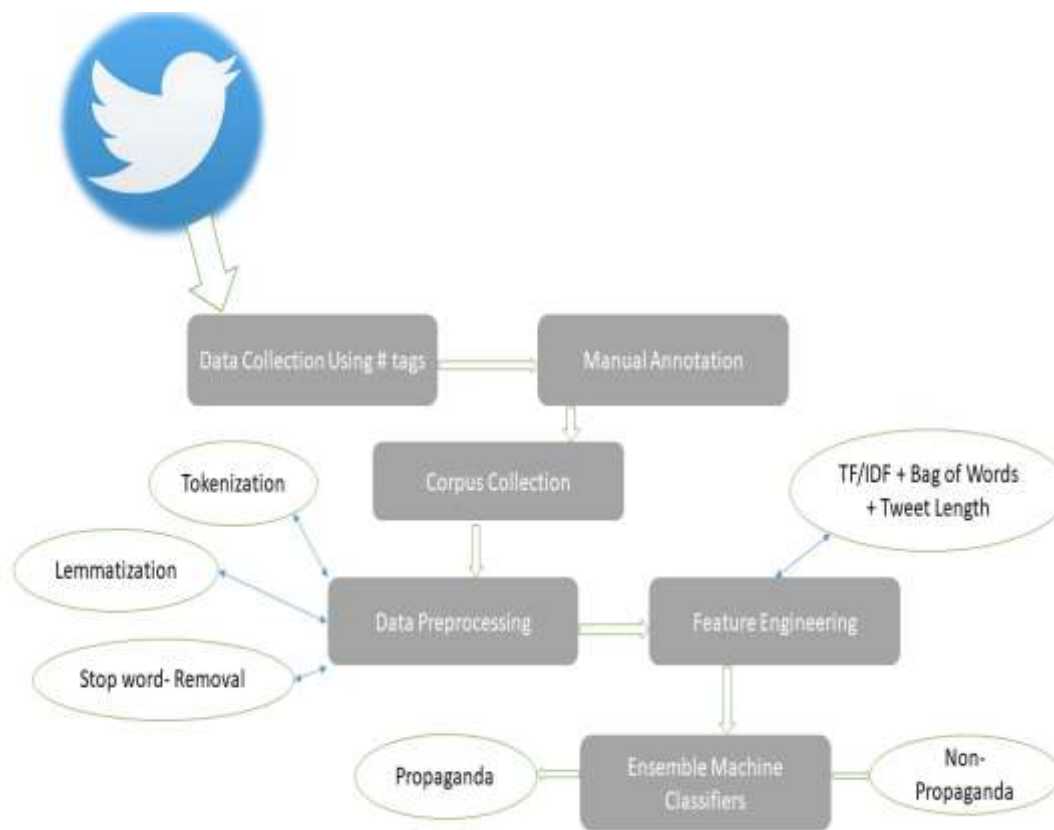 Data Collection Using # tags
Manual Annotation
Corpus Collection
TF/IDF + Bag of Words
+ Tweet Length
Tokenization
Lemmatization
Data Preprocessing
Feature Engineering
Stop word- Removal
Propaganda
Ensemble Machine
Classifiers
Non-
Propaganda